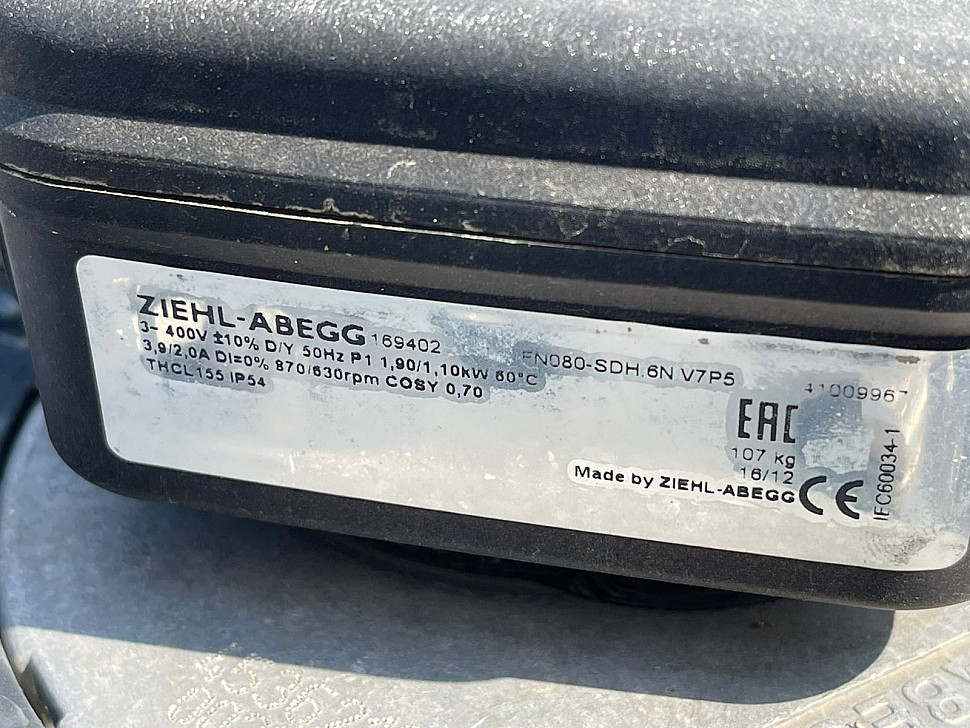 ZIEHL-ABEGG 169402 FN080-SDH.6N V7P5
3~ 400V ±10% D/Y 50Hz P1 1,90/1,10kW 60°C
3,9/2,0A DI=0% 870/630rpm COSY 0,70
THCL155 IP54
EAC
107 kg
16/12
Made by ZIEHL-ABEGG CE
IEC60034-1